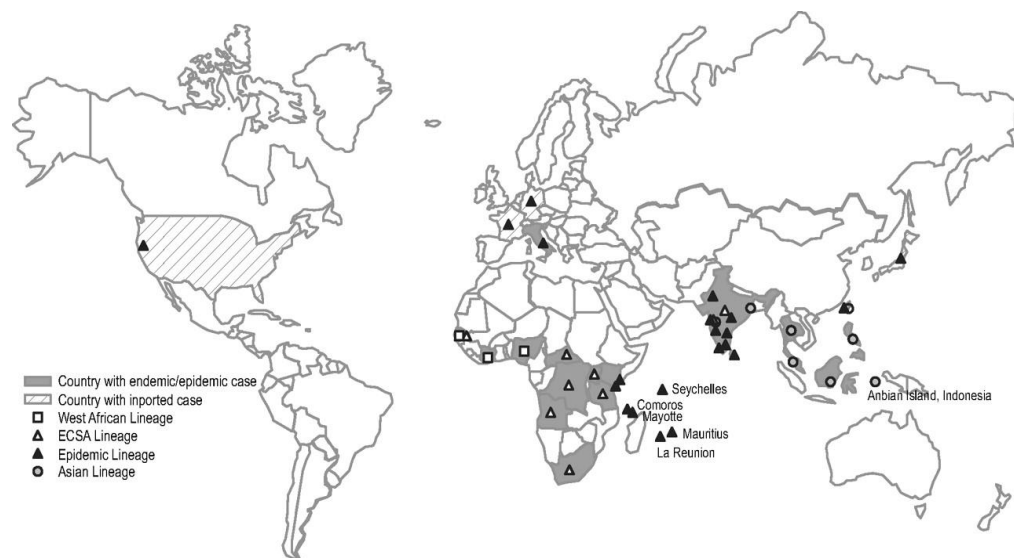 Country with endemic/epidemic case
Country with inported case
West African Lineage
ECSA Lineage
Epidemic Lineage
Asian Lineage
Seychelles
Comoros
Mayotte
Mauritius
La Reunion
Anbian Island, Indonesia